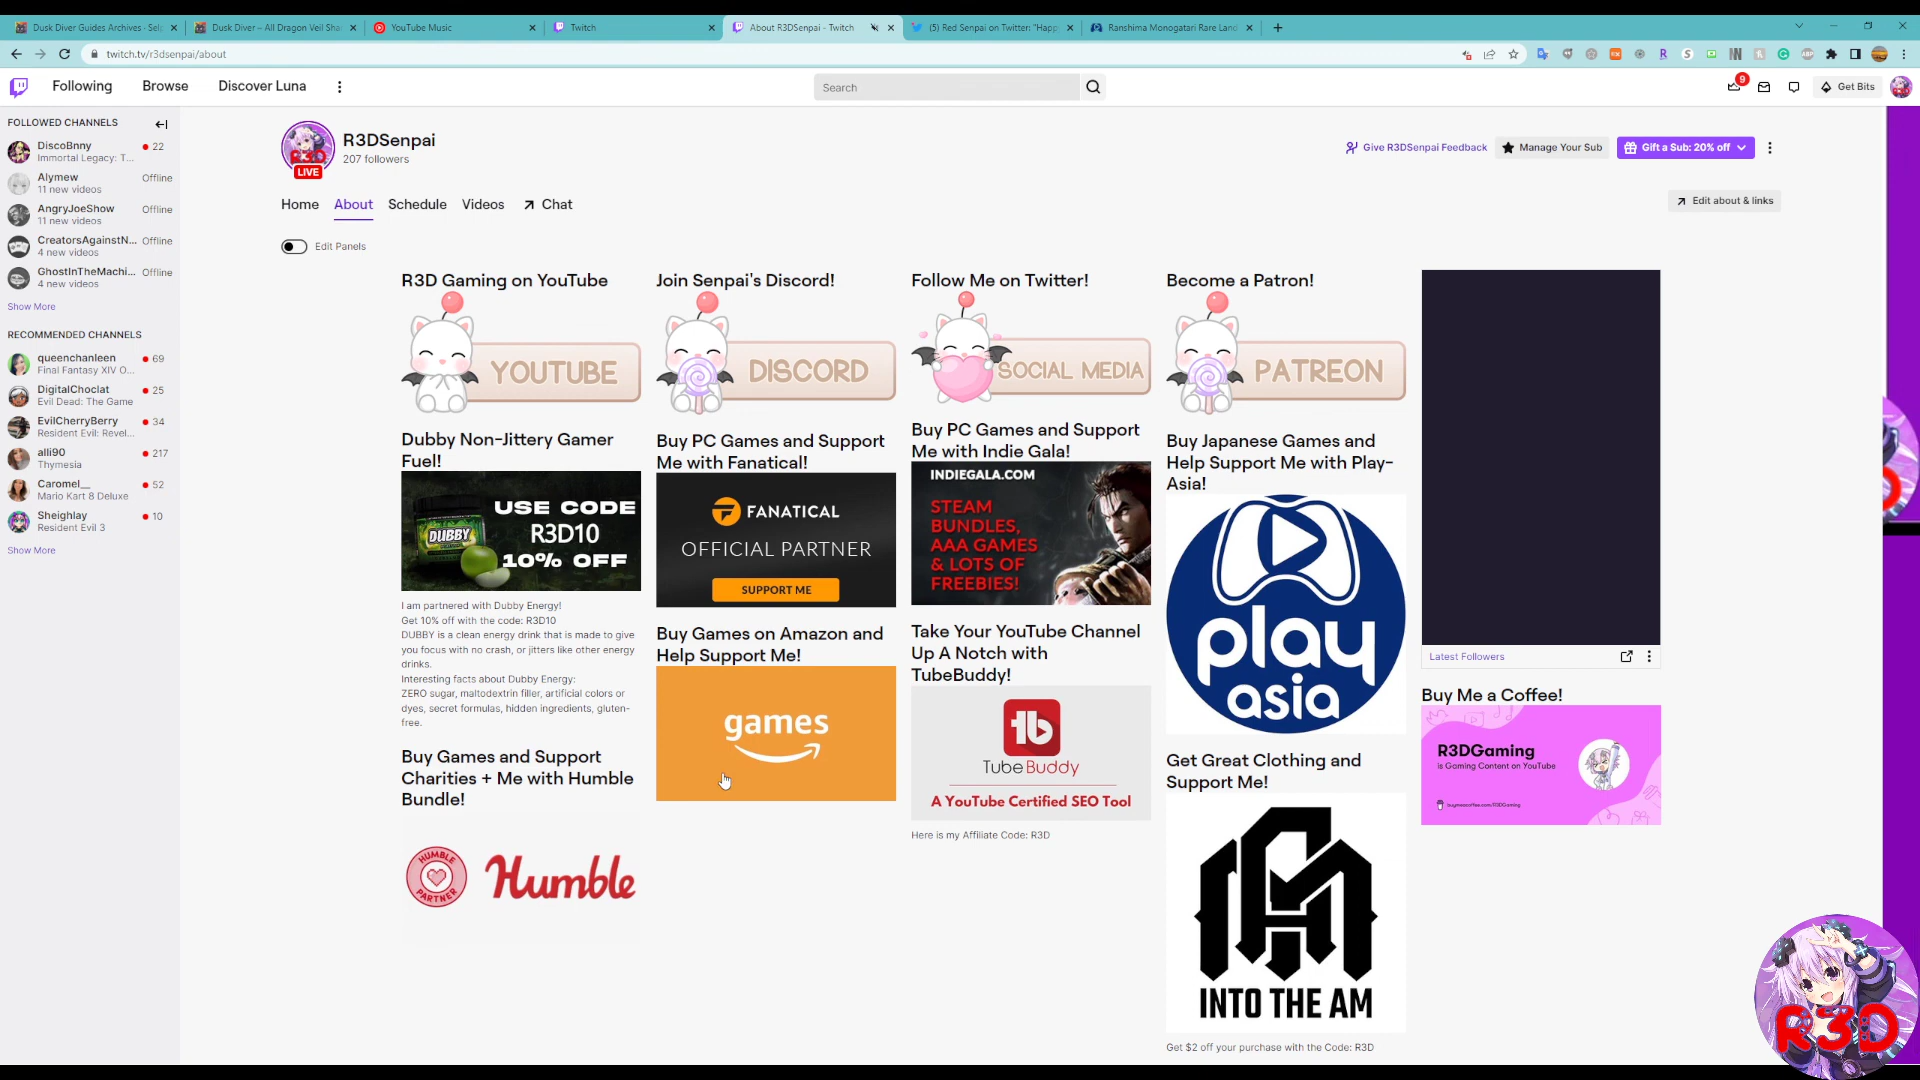 Dusk Diver Guides Archives - Sel
Dusk Diver – All Dragon Veil Sha
YouTube Music
Twitch
About R3DSenpai - Twitch
(5) Red Senpai on Twitter: "Happ
Ranshima Monogatari Rare Land
twitch.tv/r3dsenpai/about
Following
Browse
Discover Luna
Search
9
Get Bits
FOLLOWED CHANNELS
DiscoBnny
22
Immortal Legacy: T...
Alymew
Offline
11 new videos
AngryJoeShow
Offline
11 new videos
CreatorsAgainstN...
Offline
4 new videos
GhostInTheMachi...
Offline
4 new videos
Show More
RECOMMENDED CHANNELS
queenchanleen
69
Final Fantasy XIV O...
DigitalChoclat
25
Evil Dead: The Game
EvilCherryBerry
34
Resident Evil: Revel...
alli90
217
Thymesia
Caromel__
52
Mario Kart 8 Deluxe
Sheighlay
10
Resident Evil 3
Show More
R3DSenpai
207 followers
LIVE
Give R3DSenpai Feedback
Manage Your Sub
Gift a Sub: 20% off
Home
About
Schedule
Videos
Chat
Edit about & links
Edit Panels
R3D Gaming on YouTube
YOUTUBE
Dubby Non-Jittery Gamer
Fuel!
DUBBY
USE CODE
R3D10
10% OFF
I am partnered with Dubby Energy!
Get 10% off with the code: R3D10
DUBBY is a clean energy drink that is made to give
you focus with no crash, or jitters like other energy
drinks.
Interesting facts about Dubby Energy:
ZERO sugar, maltodextrin filler, artificial colors or
dyes, secret formulas, hidden ingredients, gluten-
free.
Buy Games and Support
Charities + Me with Humble
Bundle!
HUMBLE
PARTNER
Humble
Join Senpai's Discord!
DISCORD
Buy PC Games and Support
Me with Fanatical!
FANATICAL
OFFICIAL PARTNER
SUPPORT ME
Buy Games on Amazon and
Help Support Me!
games
Follow Me on Twitter!
SOCIAL MEDIA
Buy PC Games and Support
Me with Indie Gala!
INDIEGALA.COM
STEAM
BUNDLES,
AAA GAMES
& LOTS OF
FREEBIES!
Take Your YouTube Channel
Up A Notch with
TubeBuddy!
tb
TubeBuddy
A YouTube Certified SEO Tool
Here is my Affiliate Code: R3D
Become a Patron!
PATREON
Buy Japanese Games and
Help Support Me with Play-
Asia!
play
asia
Get Great Clothing and
Support Me!
INTO THE AM
Get $2 off your purchase with the Code: R3D
Latest Followers
Buy Me a Coffee!
R3DGaming
is Gaming Content on YouTube
buymeacoffee.com/R3DGaming
R3D